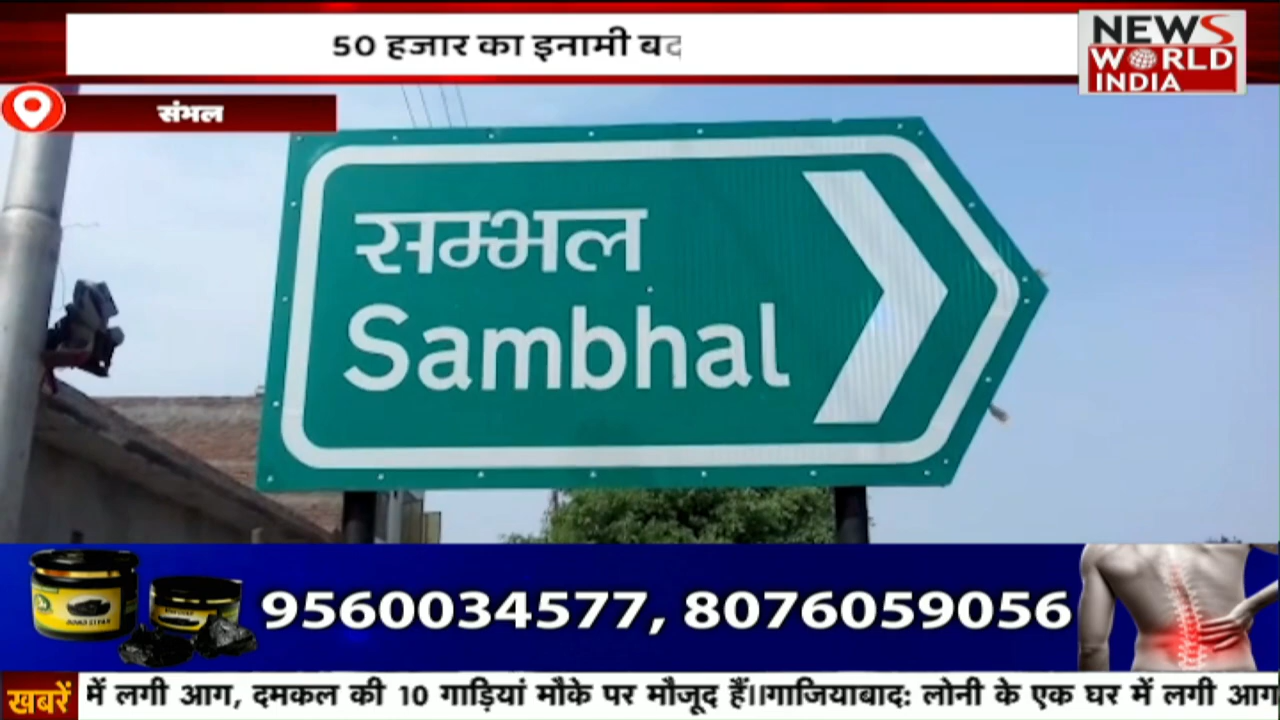 50 हजार का इनामी
NEWS
WORLD
INDIA
संभल
सम्भल
Sambhal
9560034577, 8076059056
खबरें
में लगी आग, दमकल की 10 गाड़ियां मौके पर मौजूद हैं।।गाजियाबाद: लोनी के एक घर में लगी आग